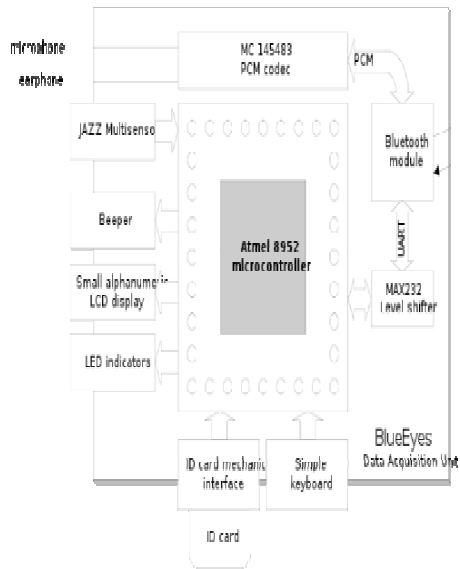 microphone
earphone
MC 145483
PCM codec
PCM
JAZZ Multisenso
Bluetooth
module
Beeper
Atmel 8952
microcontroller
UART
Small alphanumeric
LCD display
MAX232
Level shifter
LED indicators
BlueEyes
Data Acquisition Unit
ID card mechanic
interface
Simple
keyboard
ID card